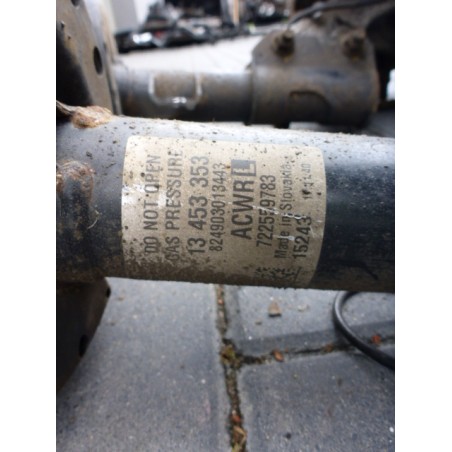 DO NOT OPEN
GAS PRESSURE
13 453 353
824903013443
ACWR L
722559783
Made in Slovakia
15243